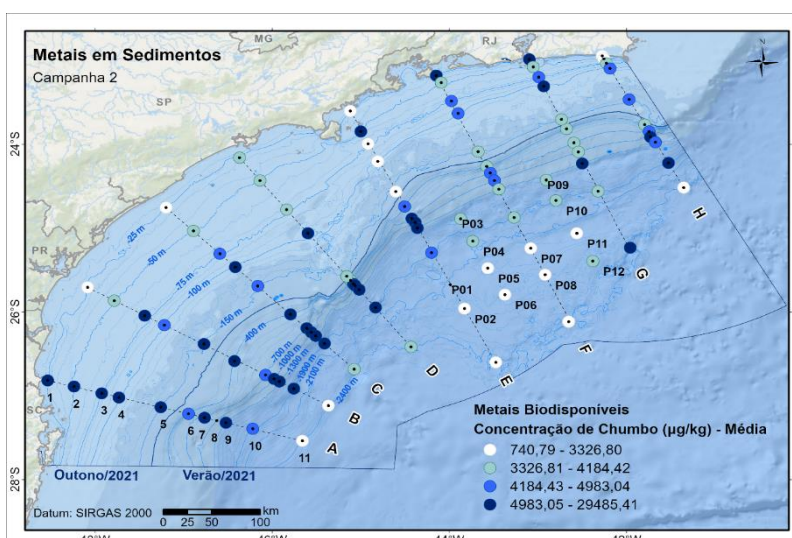 MG
RJ
Metais em Sedimentos
Campanha 2
SP
24°S
PR
-25 m
-50 m
-75 m
-100 m
-150 m
-400 m
-700 m
-1000 m
-1300 m
-1900 m
-2100 m
-2400 m
P09
P10
P03
P04
P11
P07
P05
P12
P08
P01
P06
P02
26°S
H
G
F
E
D
C
B
A
SC
1
2
3
4
5
6
7
8
9
10
11
Outono/2021
Verão/2021
28°S
Metais Biodisponíveis
Concentração de Chumbo (µg/kg) - Média
740,79 - 3326,80
3326,81 - 4184,42
4184,43 - 4983,04
4983,05 - 29485,41
Datum: SIRGAS 2000
km
0 25 50 100